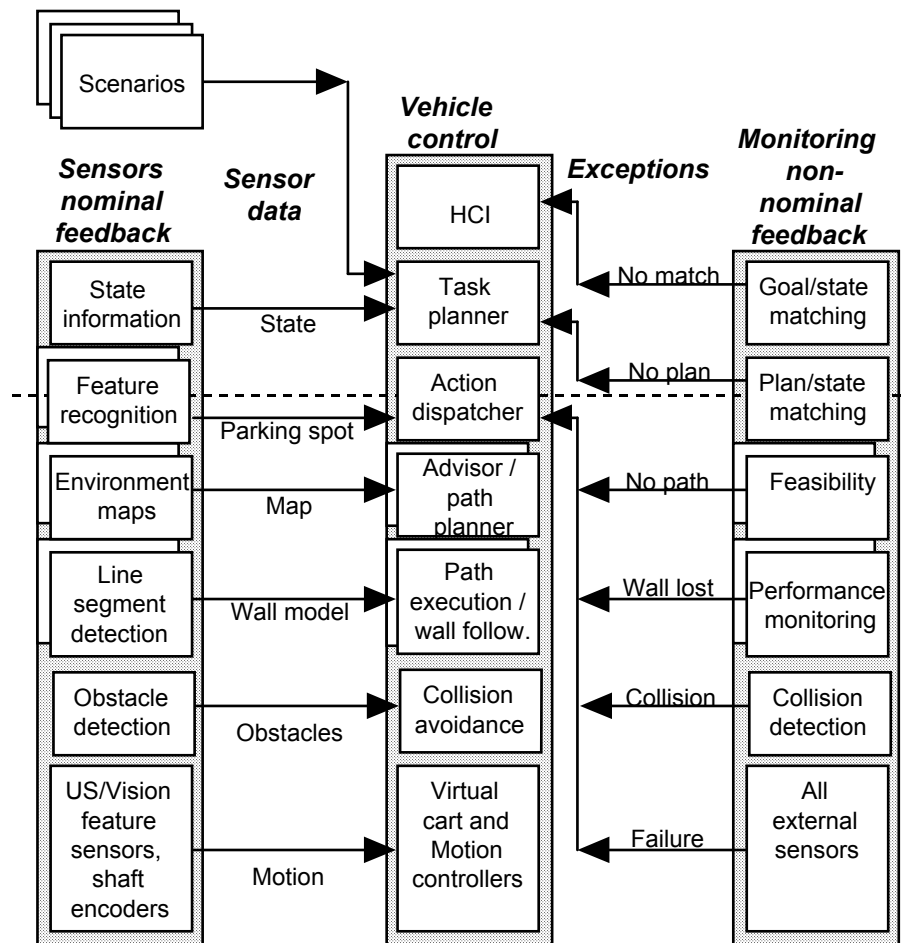 Scenarios
Vehicle
control
Sensors
nominal
feedback
Sensor
data
Exceptions
Monitoring
non-
nominal
feedback
HCI
State
information
State
Task
planner
No match
Goal/state
matching
Feature
recognition
Parking spot
Action
dispatcher
No plan
Plan/state
matching
Environment
maps
Map
Advisor /
path
planner
No path
Feasibility
Line
segment
detection
Wall model
Path
execution /
wall follow.
Wall lost
Performance
monitoring
Obstacle
detection
Obstacles
Collision
avoidance
Collision
Collision
detection
US/Vision
feature
sensors,
shaft
encoders
Motion
Virtual
cart and
Motion
controllers
Failure
All
external
sensors